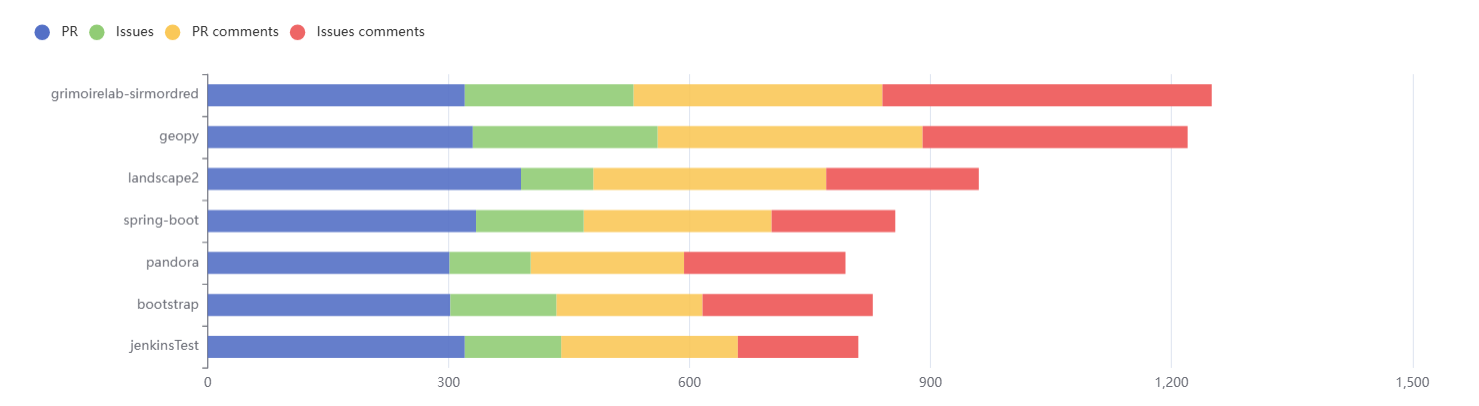 PR Issues PR comments Issues comments
grimoirelab-sirmordred
geopy
landscape2
spring-boot
pandora
bootstrap
jenkinsTest
0 300 600 900 1,200 1,500